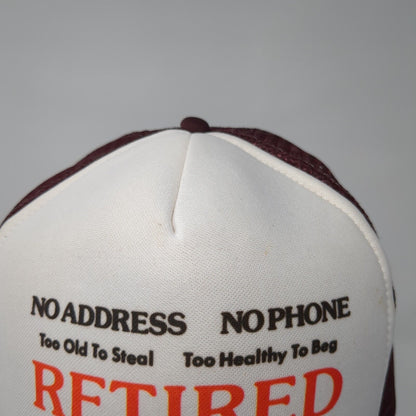 NO ADDRESS NO PHONE
Too Old To Steal Too Healthy To Beg
RETIRED